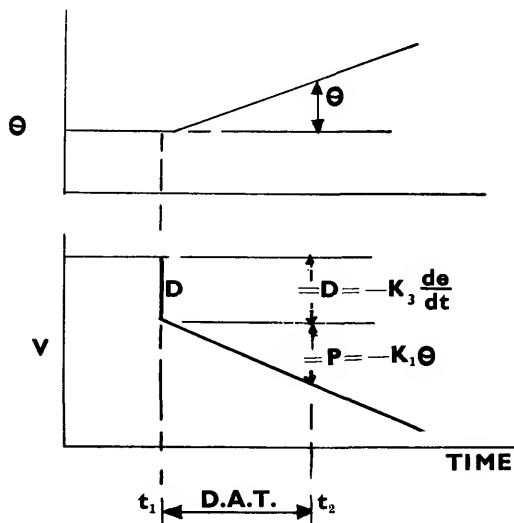 Θ
Θ
D
=D=-K₃ dθ/dt
V
=P=-K₁Θ
TIME
t₁ D.A.T. t₂